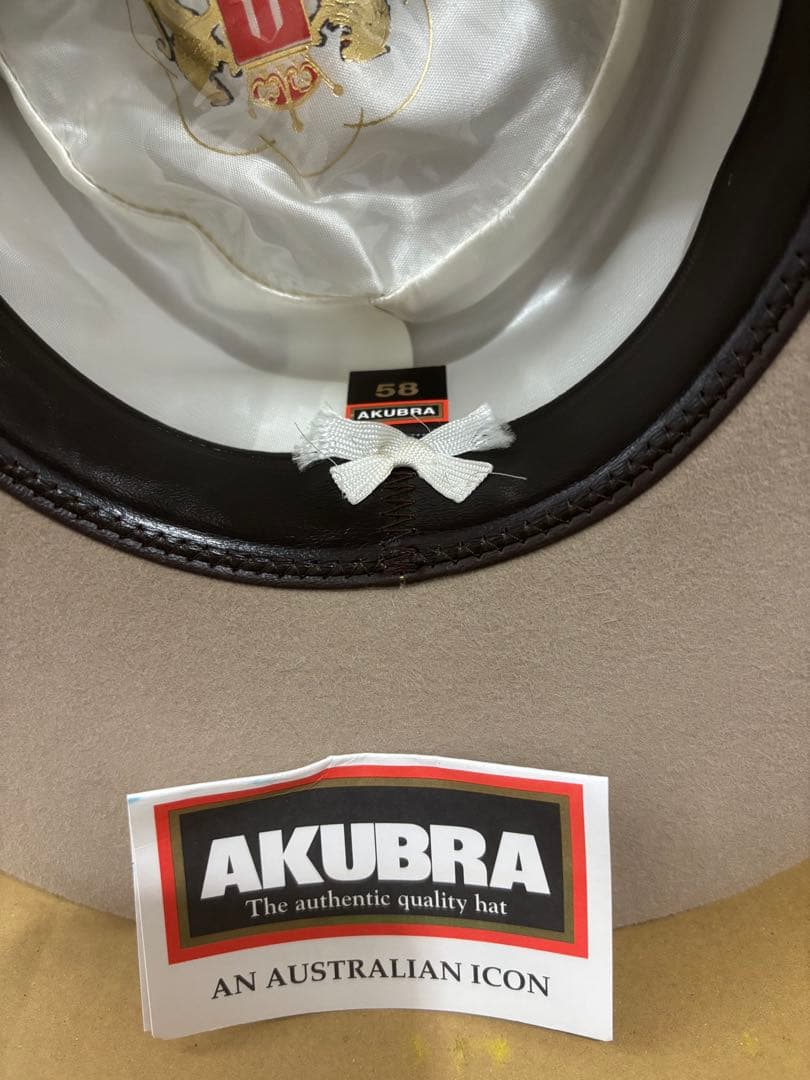 58
AKUBRA
AKUBRA
The authentic quality hat
AN AUSTRALIAN ICON